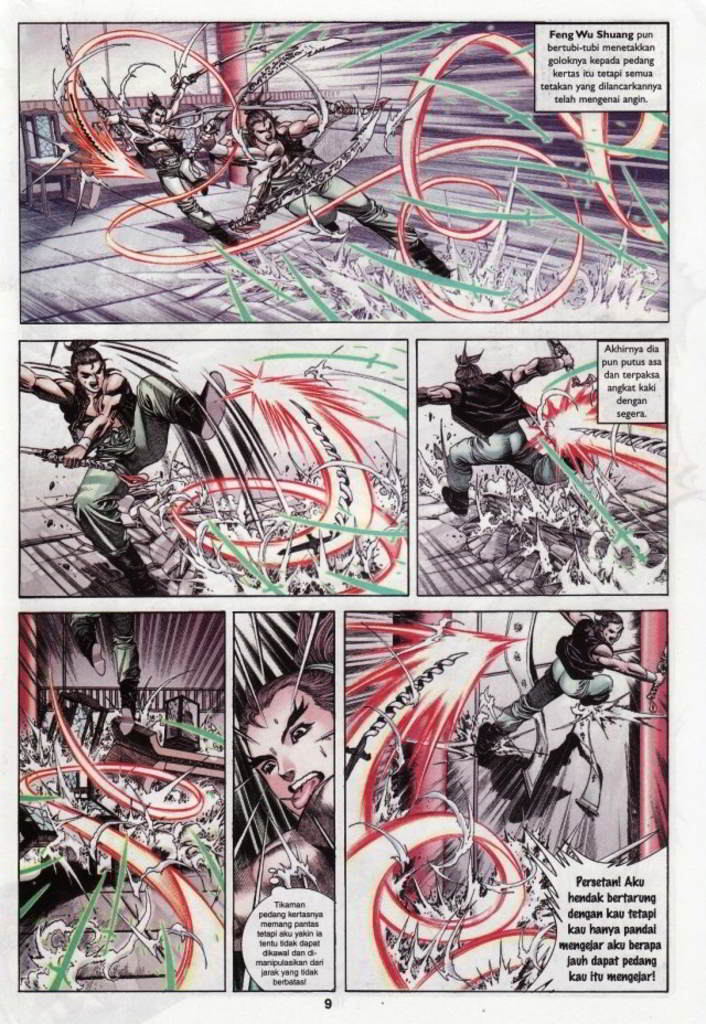 Feng Wu Shuang pun
bertubi-tubi menetakkan
goloknya kepada pedang
kertas itu tetapi semua
tetakan yang dilancarkannya
telah mengenai angin.
Akhirnya dia
pun putus asa
dan terpaksa
angkat kaki
dengan
segera.
Tikaman
pedang kertasnya
memang pantas
tetapi aku yakin ia
tentu tidak dapat
dikawal dan di-
manipulasikan dari
jarak yang tidak
berbatas!
Persetan! Aku
hendak bertarung
dengan kau tetapi
kau hanya pandai
mengejar aku berapa
jauh dapat pedang
kau itu mengejar!
9